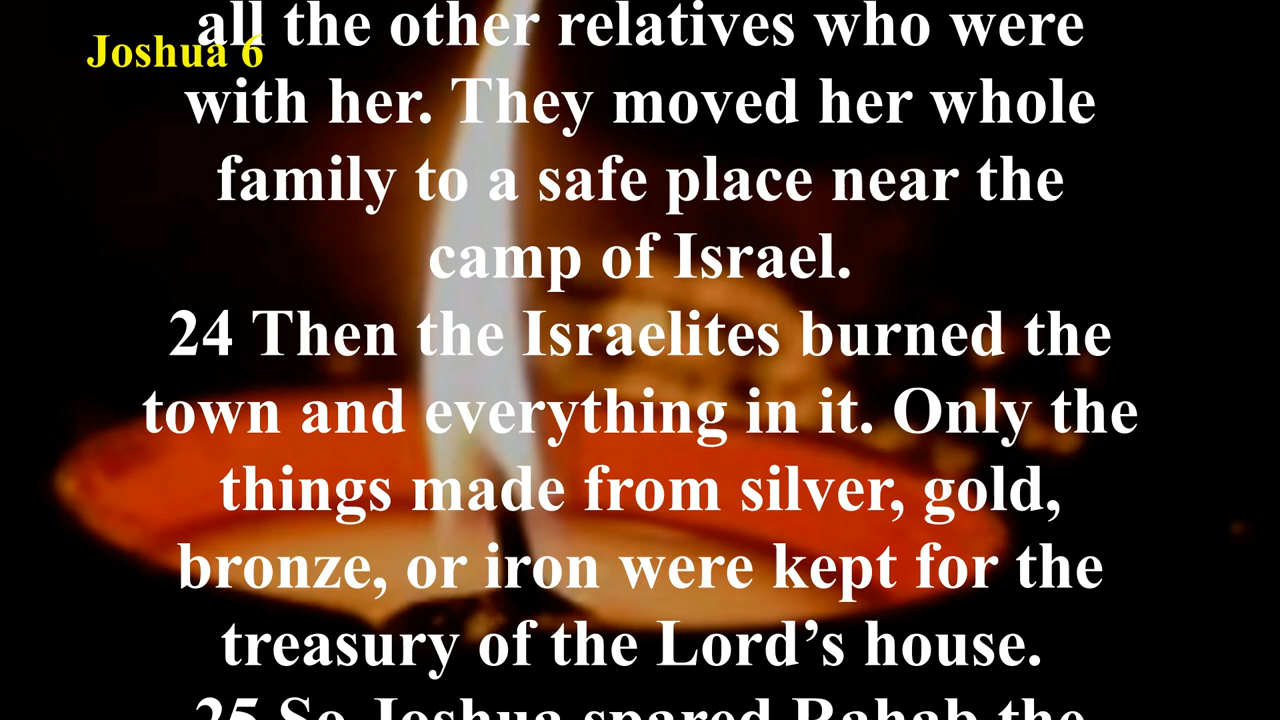 all the other relatives who were
Joshua 6
with her. They moved her whole
family to a safe place near the
camp of Israel.
24 Then the Israelites burned the
town and everything in it. Only the
things made from silver, gold,
bronze, or iron were kept for the
treasury of the Lord’s house.
25 So Joshua spared Rahab the